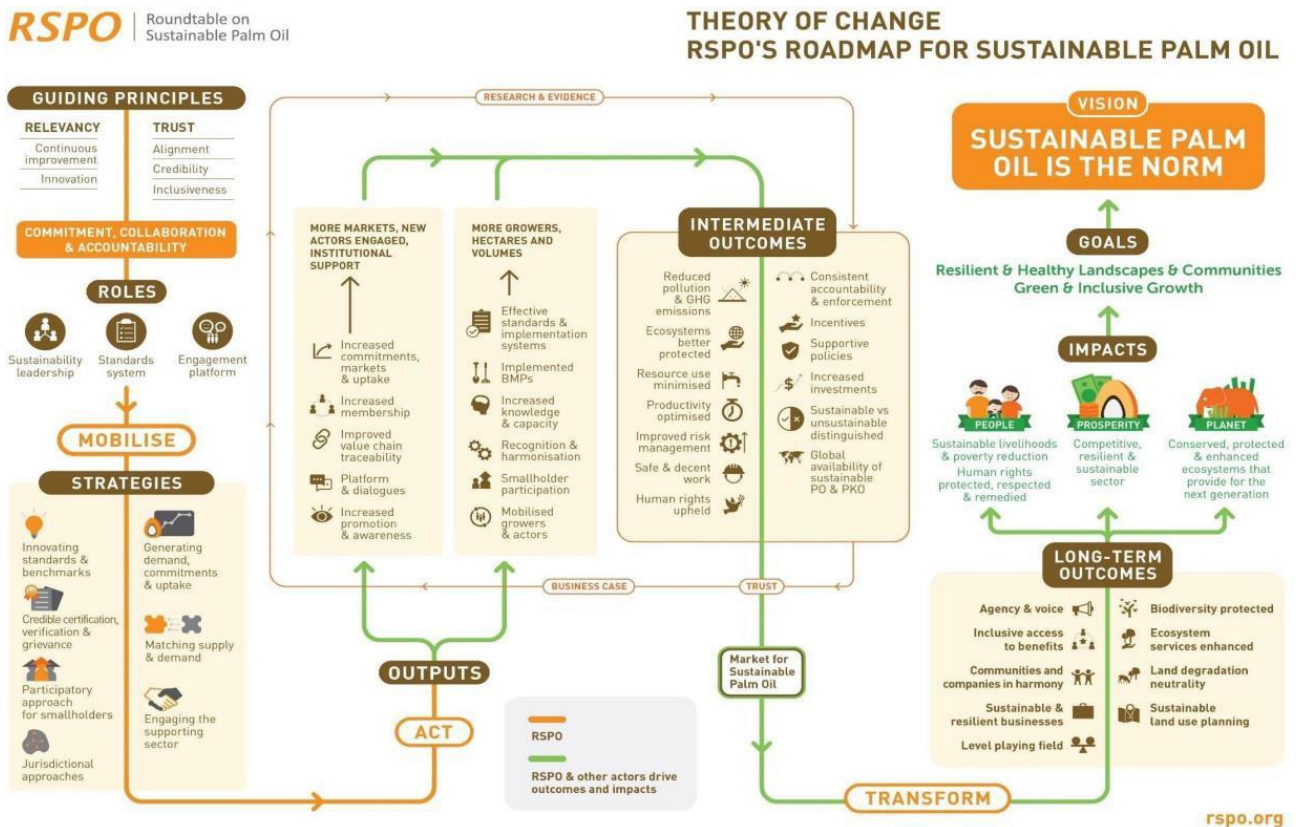 RSPO
Roundtable on
Sustainable Palm Oil
THEORY OF CHANGE
RSPO'S ROADMAP FOR SUSTAINABLE PALM OIL
GUIDING PRINCIPLES
RELEVANCY
Continuous
improvement
Innovation
TRUST
Alignment
Credibility
Inclusiveness
COMMITMENT, COLLABORATION
& ACCOUNTABILITY
ROLES
Sustainability
leadership
Standards
system
Engagement
platform
MOBILISE
STRATEGIES
Innovating
standards &
benchmarks
Credible certification,
verification &
grievance
Participatory
approach
for smallholders
Jurisdictional
approaches
Generating
demand,
commitments
& uptake
Matching supply
& demand
Engaging the
supporting
sector
RESEARCH & EVIDENCE
MORE MARKETS, NEW
ACTORS ENGAGED,
INSTITUTIONAL
SUPPORT
Increased
commitments,
markets
& uptake
Increased
membership
Improved
value chain
traceability
Platform
& dialogues
Increased
promotion
& awareness
MORE GROWERS,
HECTARES AND
VOLUMES
Effective
standards &
implementation
systems
Implemented
BMPs
Increased
knowledge
& capacity
Recognition &
harmonisation
Smallholder
participation
Mobilised
growers
& actors
BUSINESS CASE
TRUST
OUTPUTS
ACT
RSPO
RSPO & other actors drive
outcomes and impacts
INTERMEDIATE
OUTCOMES
Reduced
pollution
& GHG
emissions
Ecosystems
better
protected
Resource use
minimised
Productivity
optimised
Improved risk
management
Safe & decent
work
Human rights
upheld
Consistent
accountability
& enforcement
Incentives
Supportive
policies
$
Increased
investments
Sustainable vs
unsustainable
distinguished
Global
availability of
sustainable
PO & PKO
Market for
Sustainable
Palm Oil
TRANSFORM
VISION
SUSTAINABLE PALM
OIL IS THE NORM
GOALS
Resilient & Healthy Landscapes & Communities
Green & Inclusive Growth
IMPACTS
PEOPLE
Sustainable livelihoods
& poverty reduction
Human rights
protected, respected
& remedied
PROSPERITY
Competitive,
resilient &
sustainable
sector
PLANET
Conserved, protected
& enhanced
ecosystems that
provide for the
next generation
LONG-TERM
OUTCOMES
Agency & voice
Inclusive access
to benefits
Communities and
companies in harmony
Sustainable &
resilient businesses
Level playing field
Biodiversity protected
Ecosystem
services enhanced
Land degradation
neutrality
Sustainable
land use planning
rspo.org